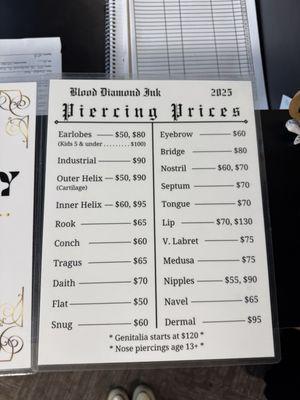 Blood Diamond Ink 2025
Piercing Prices
Earlobes $50, $80
(Kids 5 & under ......... $100)
Industrial $90
Outer Helix $50, $90
(Cartilage)
Inner Helix $60, $95
Rook $65
Conch $60
Tragus $65
Daith $70
Flat $50
Snug $60
Eyebrow $60
Bridge $80
Nostril $60, $70
Septum $70
Tongue $70
Lip $70, $130
V. Labret $75
Medusa $75
Nipples $55, $90
Navel $65
Dermal $95
* Genitalia starts at $120 *
* Nose piercings age 13+ *
Y